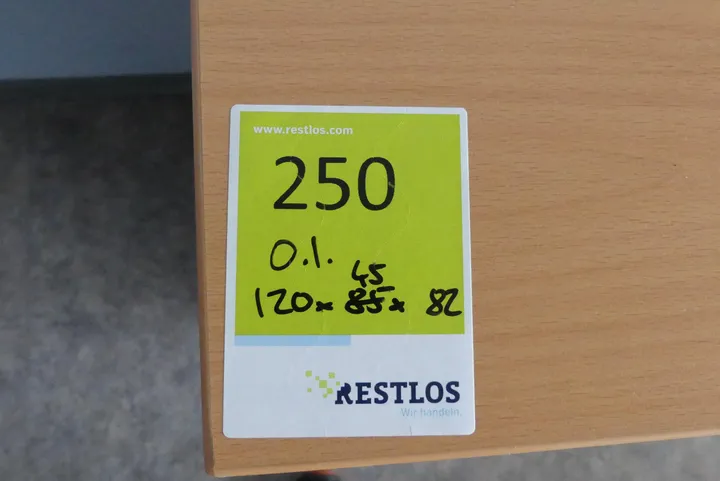 www.restlos.com
250
O.I.
45
120x 85x 82
RESTLOS
Wir handeln.